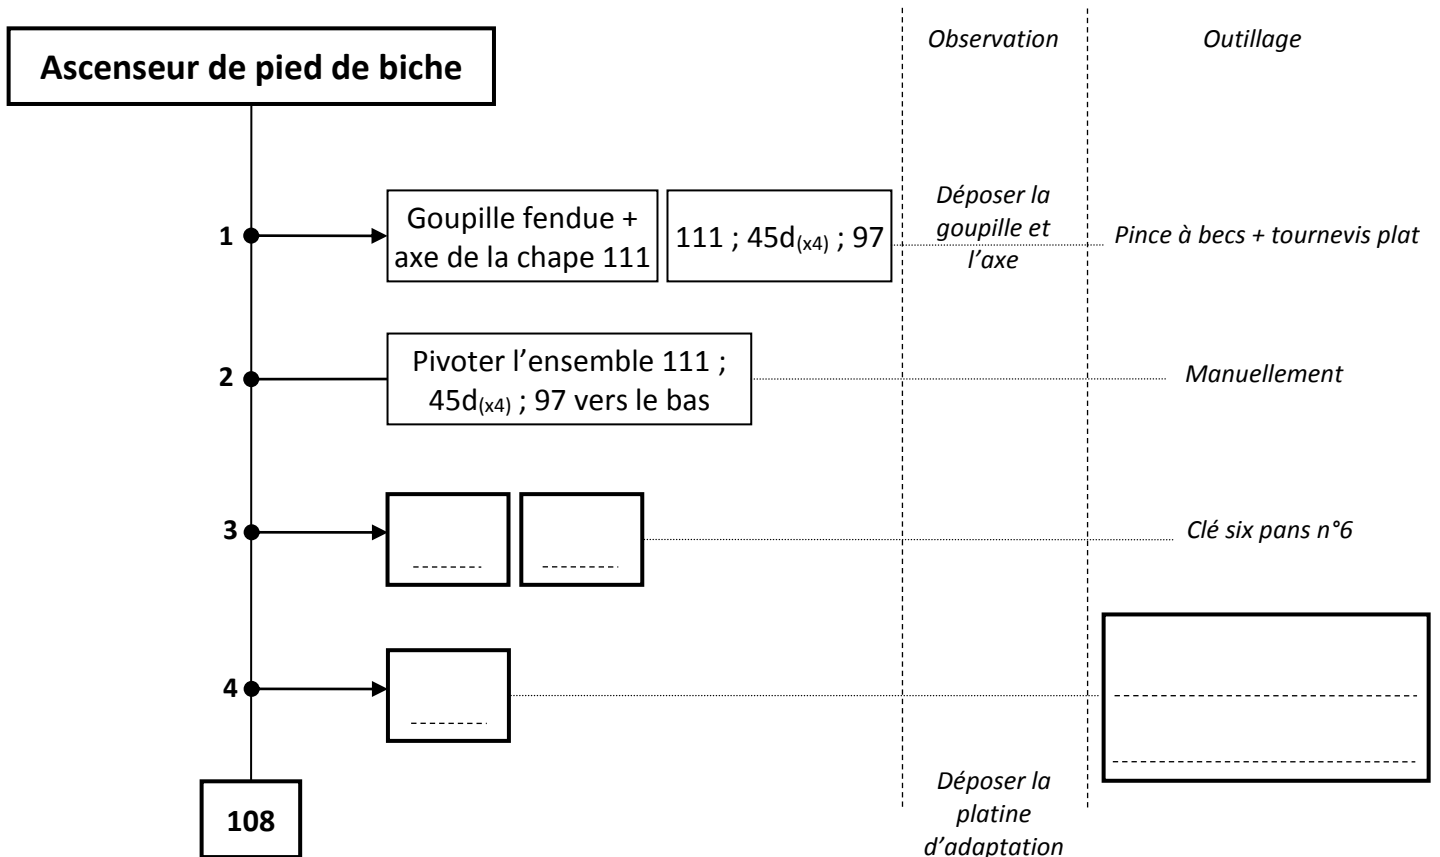 Observation
Outillage
Ascenseur de pied de biche
1
Goupille fendue +
axe de la chape 111
111 ; 45d(x4) ; 97
Déposer la
goupille et
l’axe
Pince à becs + tournevis plat
2
Pivoter l’ensemble 111 ;
45d(x4) ; 97 vers le bas
Manuellement
3
Clé six pans n°6
4
108
Déposer la
platine
d’adaptation